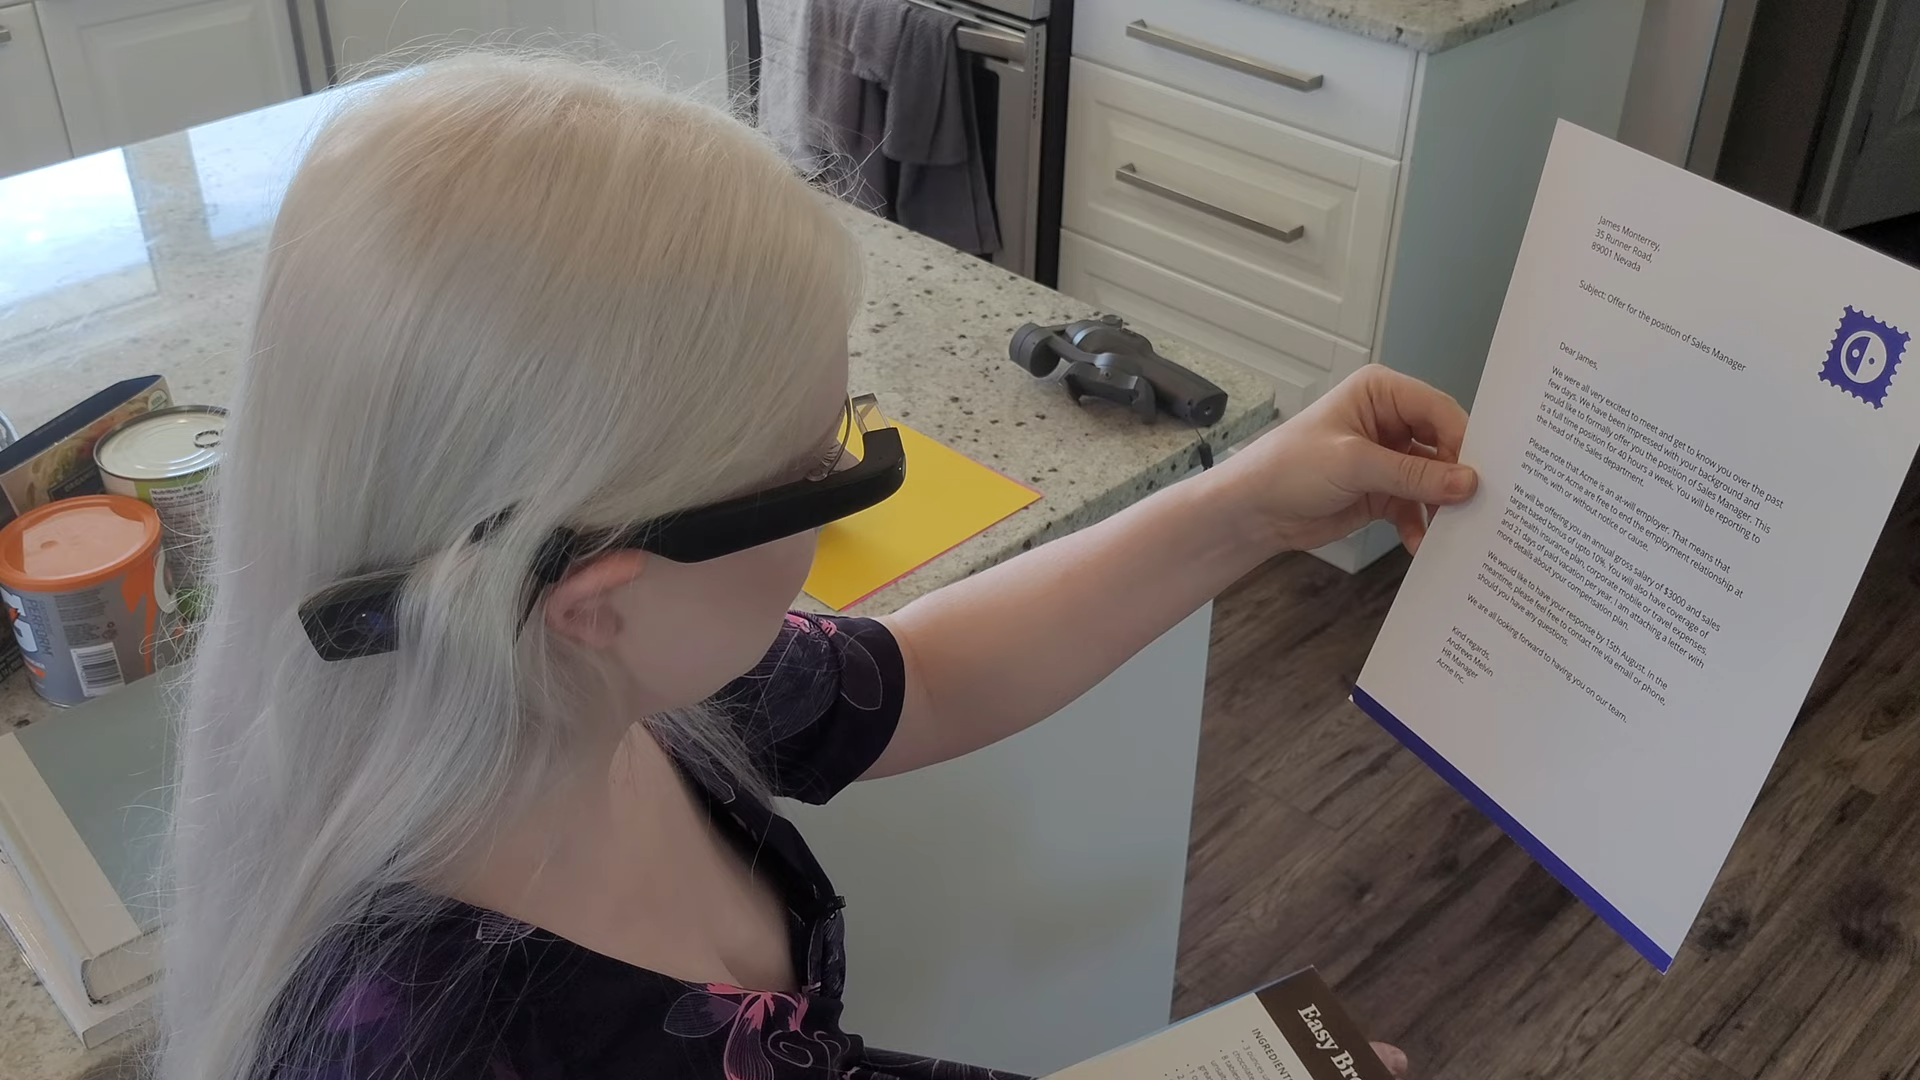 James Monterrey,
35 Runner Road,
89001 Nevada
Subject: Offer for the position of Sales Manager
Dear James,
We were all very excited to meet and get to know you over the past
few days. We have been impressed with your background and
would like to formally offer you the position of Sales Manager. This
is a full time position for 40 hours a week. You will be reporting to
the head of the Sales department.
Please note that Acme is an at-will employer. That means that
either you or Acme are free to end the employment relationship at
any time, with or without notice or cause.
We will be offering you an annual gross salary of $3000 and sales
target based bonus of upto 10%. You will also have coverage of
your health insurance plan, corporate mobile or travel expenses,
and 21 days of paid vacation per year. I am attaching a letter with
more details about your compensation plan.
We would like to have your response by 15th August. In the
meantime, please feel free to contact me via email or phone,
should you have any questions.
We are all looking forward to having you on our team.
Kind regards,
Andrews Melvin
HR Manager
Acme Inc.
Easy Bro
INGREDIENTS
Nutrition Facts